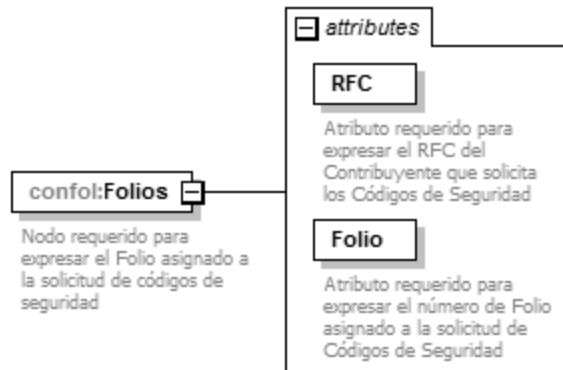 attributes
RFC
Atributo requerido para
expresar el RFC del
Contribuyente que solicita
los Códigos de Seguridad
confol:Folios
Nodo requerido para
expresar el Folio asignado a
la solicitud de códigos de
seguridad
Folio
Atributo requerido para
expresar el número de Folio
asignado a la solicitud de
Códigos de Seguridad